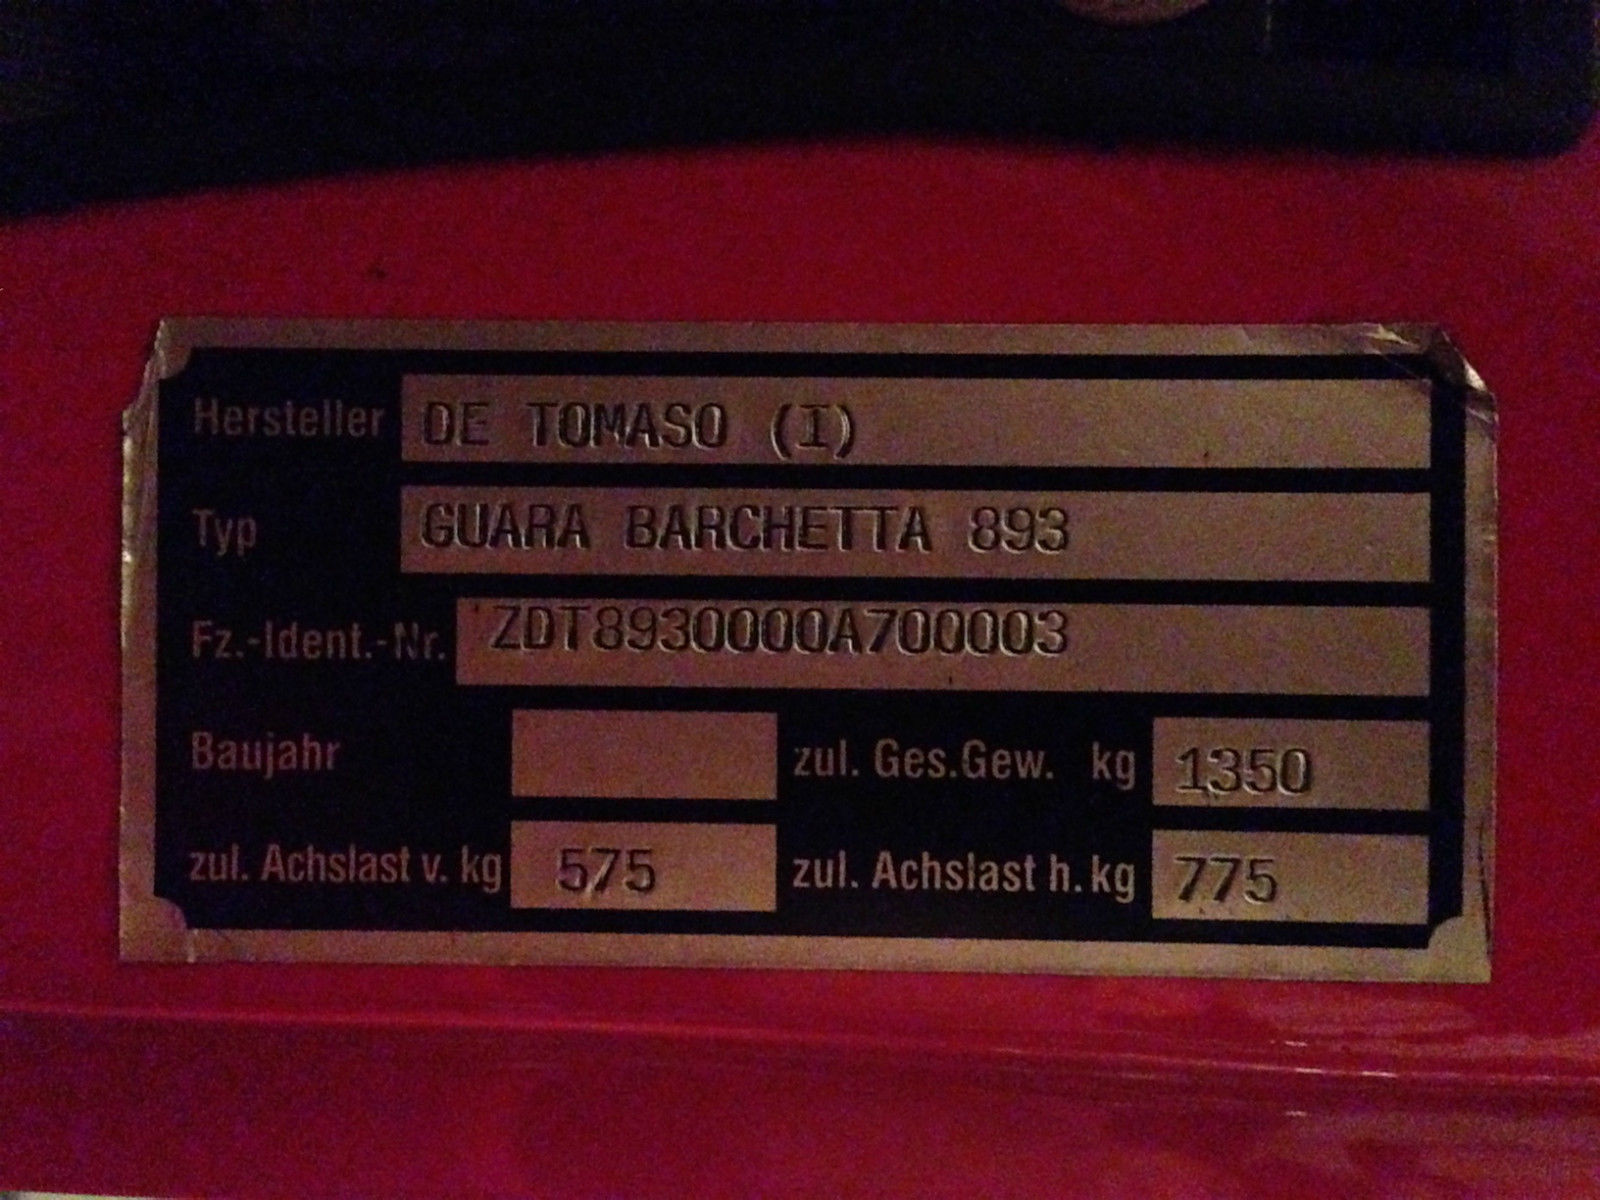 Hersteller DE TOMASO (I)
Typ GUARA BARCHETTA 893
Fz.-Ident.-Nr. ZDT8930000A700003
Baujahr zul. Ges.Gew. kg 1350
zul. Achslast v. kg 575 zul. Achslast h. kg 775